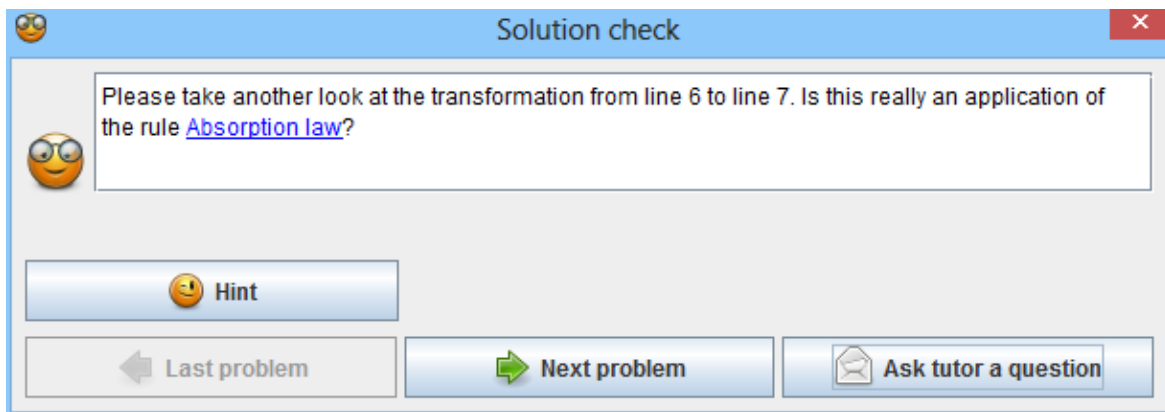 Solution check
Please take another look at the transformation from line 6 to line 7. Is this really an application of
the rule Absorption law?
Hint
Last problem
Next problem
Ask tutor a question